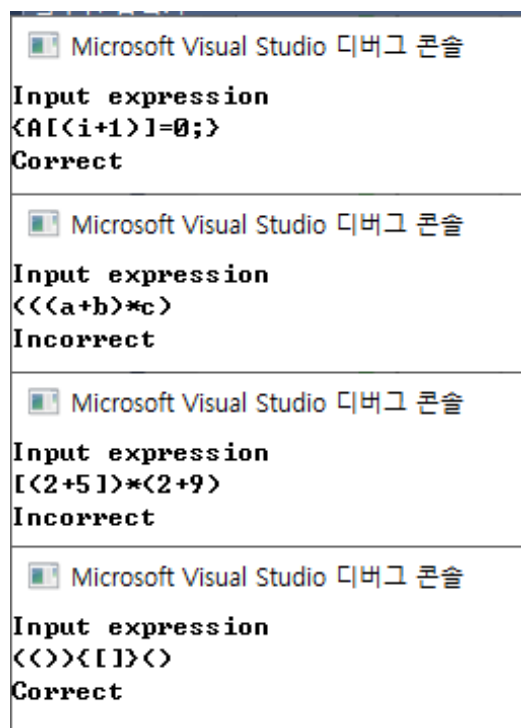 Microsoft Visual Studio 디버그 콘솔
Input expression
{A[(i+1)]=0;}
Correct
Microsoft Visual Studio 디버그 콘솔
Input expression
(((a+b)*c)
Incorrect
Microsoft Visual Studio 디버그 콘솔
Input expression
[(2+5])*(2+9)
Incorrect
Microsoft Visual Studio 디버그 콘솔
Input expression
(()){[]}()
Correct